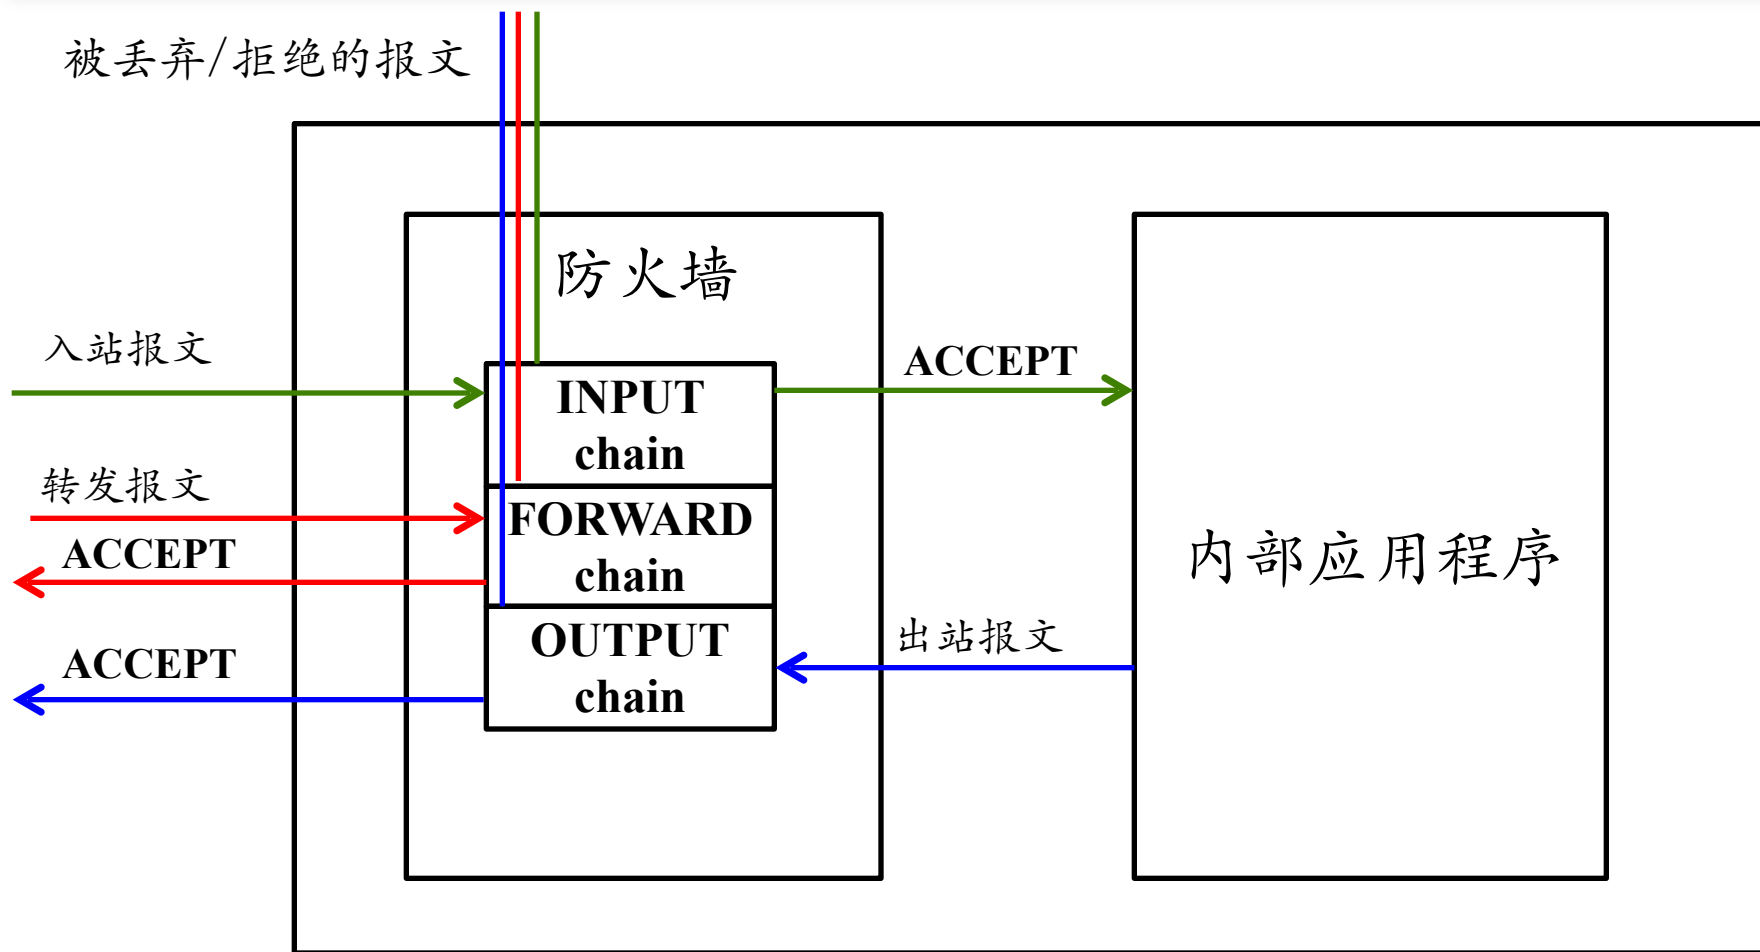 被丢弃/拒绝的报文
防火墙
入站报文
INPUT
chain
ACCEPT
转发报文
ACCEPT
FORWARD
chain
内部应用程序
ACCEPT
OUTPUT
chain
出站报文